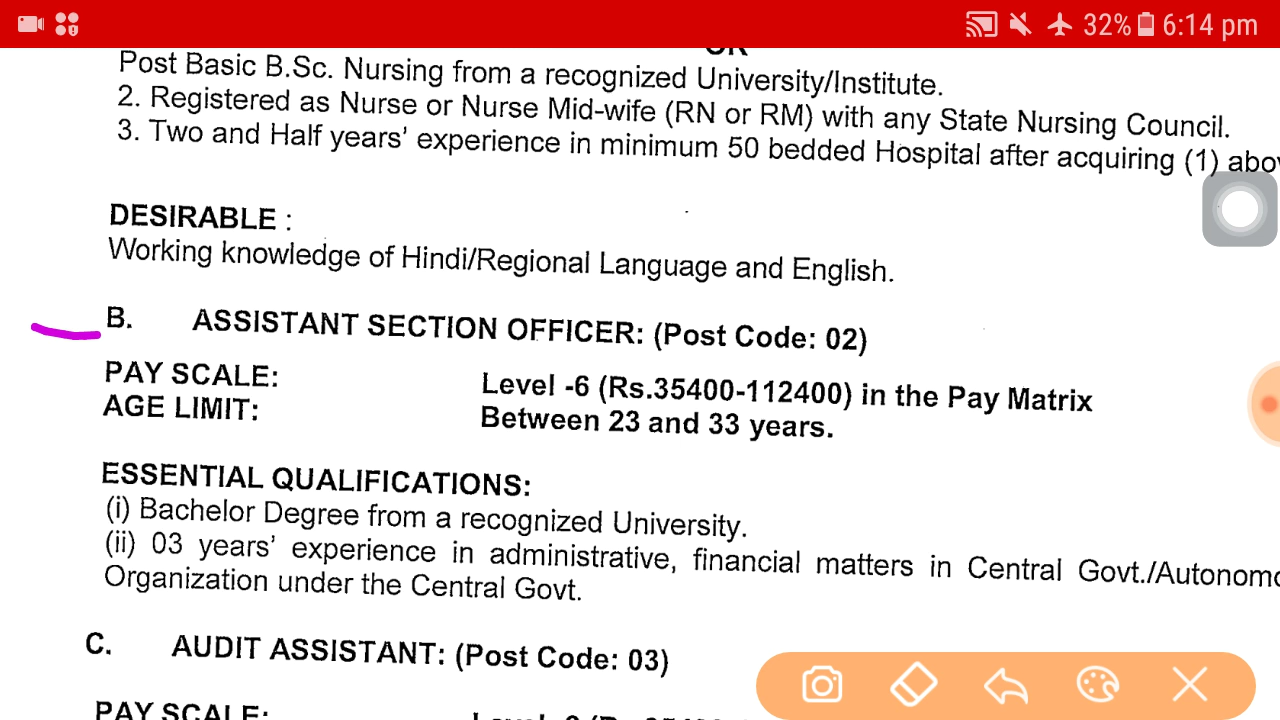 32% 6:14 pm
OR
Post Basic B.Sc. Nursing from a recognized University/Institute.
2. Registered as Nurse or Nurse Mid-wife (RN or RM) with any State Nursing Council.
3. Two and Half years' experience in minimum 50 bedded Hospital after acquiring (1)
DESIRABLE :
Working knowledge of Hindi/Regional Language and English.
B. ASSISTANT SECTION OFFICER: (Post Code: 02)
PAY SCALE: Level -6 (Rs.35400-112400) in the Pay Matrix
AGE LIMIT: Between 23 and 33 years.
ESSENTIAL QUALIFICATIONS:
(i) Bachelor Degree from a recognized University.
(ii) 03 years' experience in administrative, financial matters in Central Govt./Autonomo
Organization under the Central Govt.
C. AUDIT ASSISTANT: (Post Code: 03)
PAY SCALE: